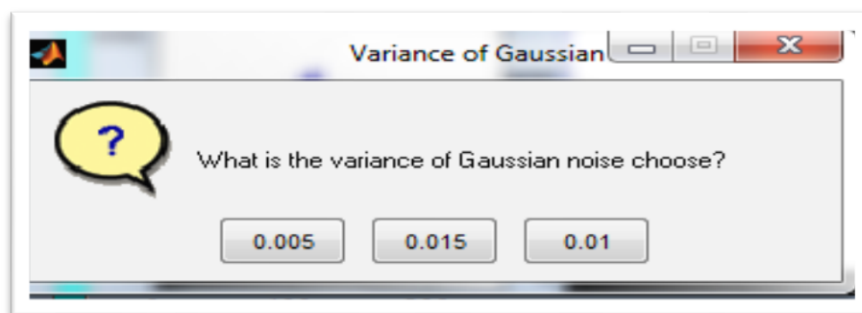 Variance of Gaussian
?
What is the variance of Gaussian noise choose?
0.005 0.015 0.01